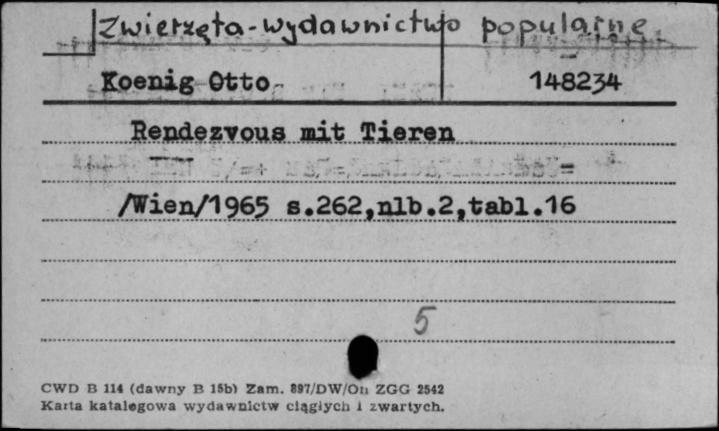 Zwierzęta-wydawnictwo popularne
Koenig Otto 148234
Rendezvous mit Tieren
/Wien/1965 s.262,nlb.2,tabl.16
5
CWD B 114 (dawny B 15b) Zam. 897/DW/On ZGG 2542
Karta katalogowa wydawnictw ciągłych i zwartych.